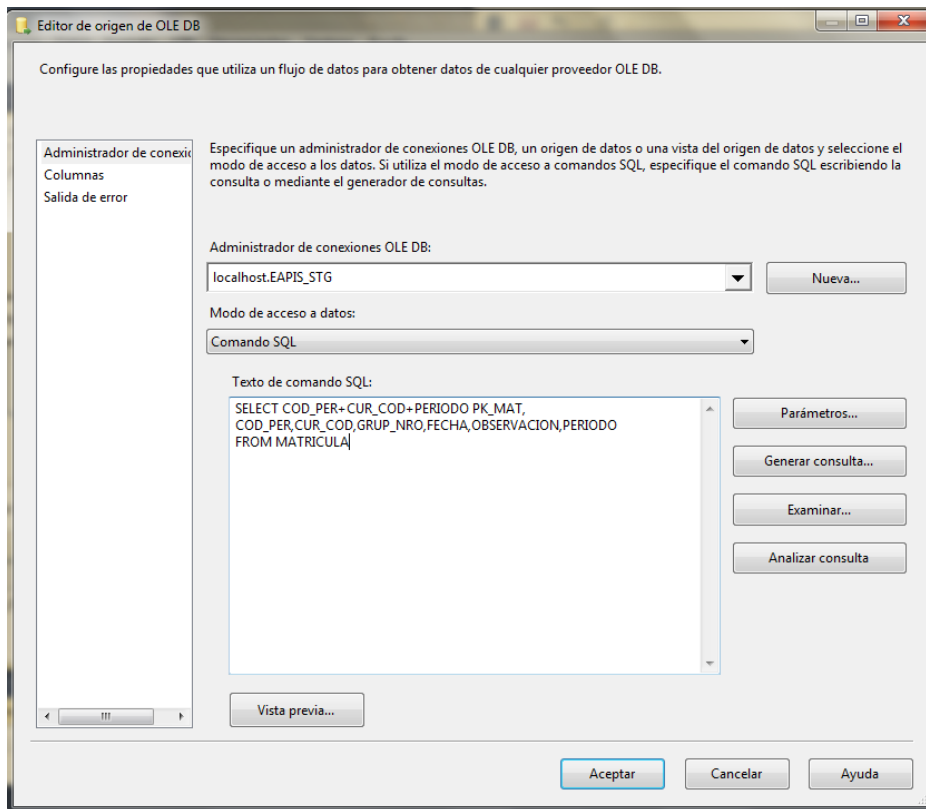 Editor de origen de OLE DB
Configure las propiedades que utiliza un flujo de datos para obtener datos de cualquier proveedor OLE DB.
Administrador de conexic
Columnas
Salida de error
Especifique un administrador de conexiones OLE DB, un origen de datos o una vista del origen de datos y seleccione el
modo de acceso a los datos. Si utiliza el modo de acceso a comandos SQL, especifique el comando SQL escribiendo la
consulta o mediante el generador de consultas.
Administrador de conexiones OLE DB:
localhost.EAPIS_STG
Nueva...
Modo de acceso a datos:
Comando SQL
Texto de comando SQL:
SELECT COD_PER+CUR_COD+PERIODO PK_MAT,
COD_PER,CUR_COD,GRUP_NRO,FECHA,OBSERVACION,PERIODO
FROM MATRICULA
Parámetros...
Generar consulta...
Examinar...
Analizar consulta
Vista previa...
Aceptar
Cancelar
Ayuda